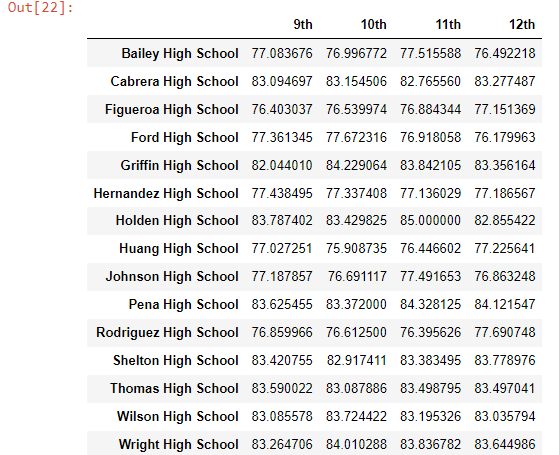 Out[22]:
9th 10th 11th 12th
Bailey High School 77.083676 76.996772 77.515588 76.492218
Cabrera High School 83.094697 83.154506 82.765560 83.277487
Figueroa High School 76.403037 76.539974 76.884344 77.151369
Ford High School 77.361345 77.672316 76.918058 76.179963
Griffin High School 82.044010 84.229064 83.842105 83.356164
Hernandez High School 77.438495 77.337408 77.136029 77.186567
Holden High School 83.787402 83.429825 85.000000 82.855422
Huang High School 77.027251 75.908735 76.446602 77.225641
Johnson High School 77.187857 76.691117 77.491653 76.863248
Pena High School 83.625455 83.372000 84.328125 84.121547
Rodriguez High School 76.859966 76.612500 76.395626 77.690748
Shelton High School 83.420755 82.917411 83.383495 83.778976
Thomas High School 83.590022 83.087886 83.498795 83.497041
Wilson High School 83.085578 83.724422 83.195326 83.035794
Wright High School 83.264706 84.010288 83.836782 83.644986